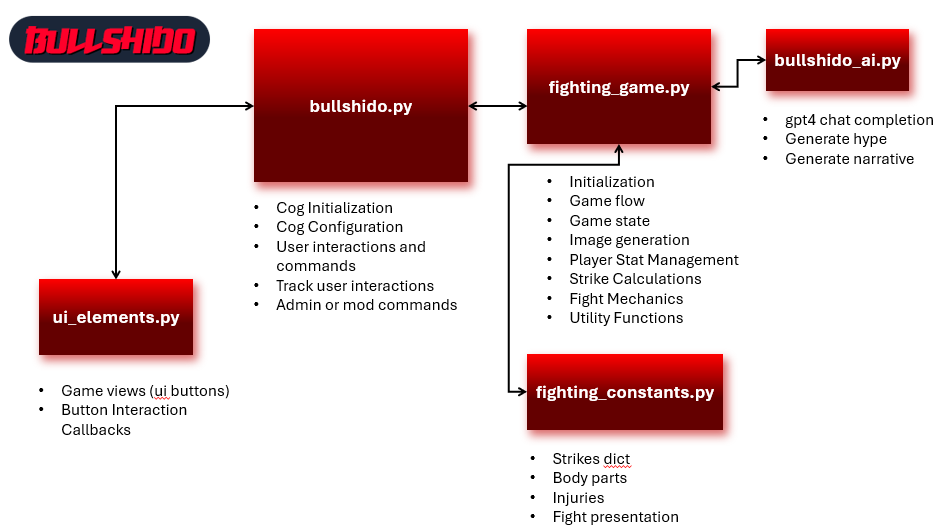 BULLSHIDO
bullshido.py
• Cog Initialization
• Cog Configuration
• User interactions and
commands
• Track user interactions
• Admin or mod commands
fighting_game.py
• Initialization
• Game flow
• Game state
• Image generation
• Player Stat Management
• Strike Calculations
• Fight Mechanics
• Utility Functions
bullshido_ai.py
• gpt4 chat completion
• Generate hype
• Generate narrative
ui_elements.py
• Game views (ui buttons)
• Button Interaction
Callbacks
fighting_constants.py
• Strikes dict
• Body parts
• Injuries
• Fight presentation